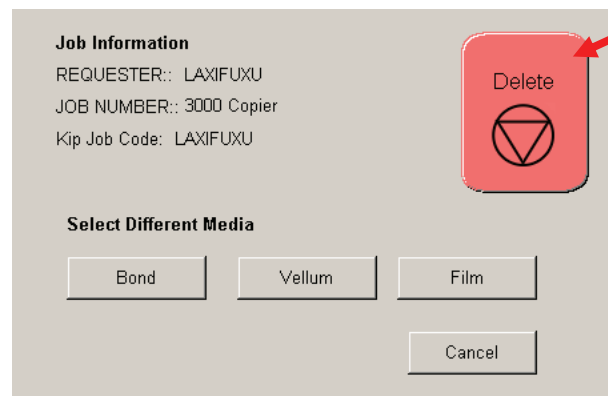 Job Information
REQUESTER:: LAXIFUXU
JOB NUMBER:: 3000 Copier
Kip Job Code: LAXIFUXU
Delete
Select Different Media
Bond Vellum Film
Cancel